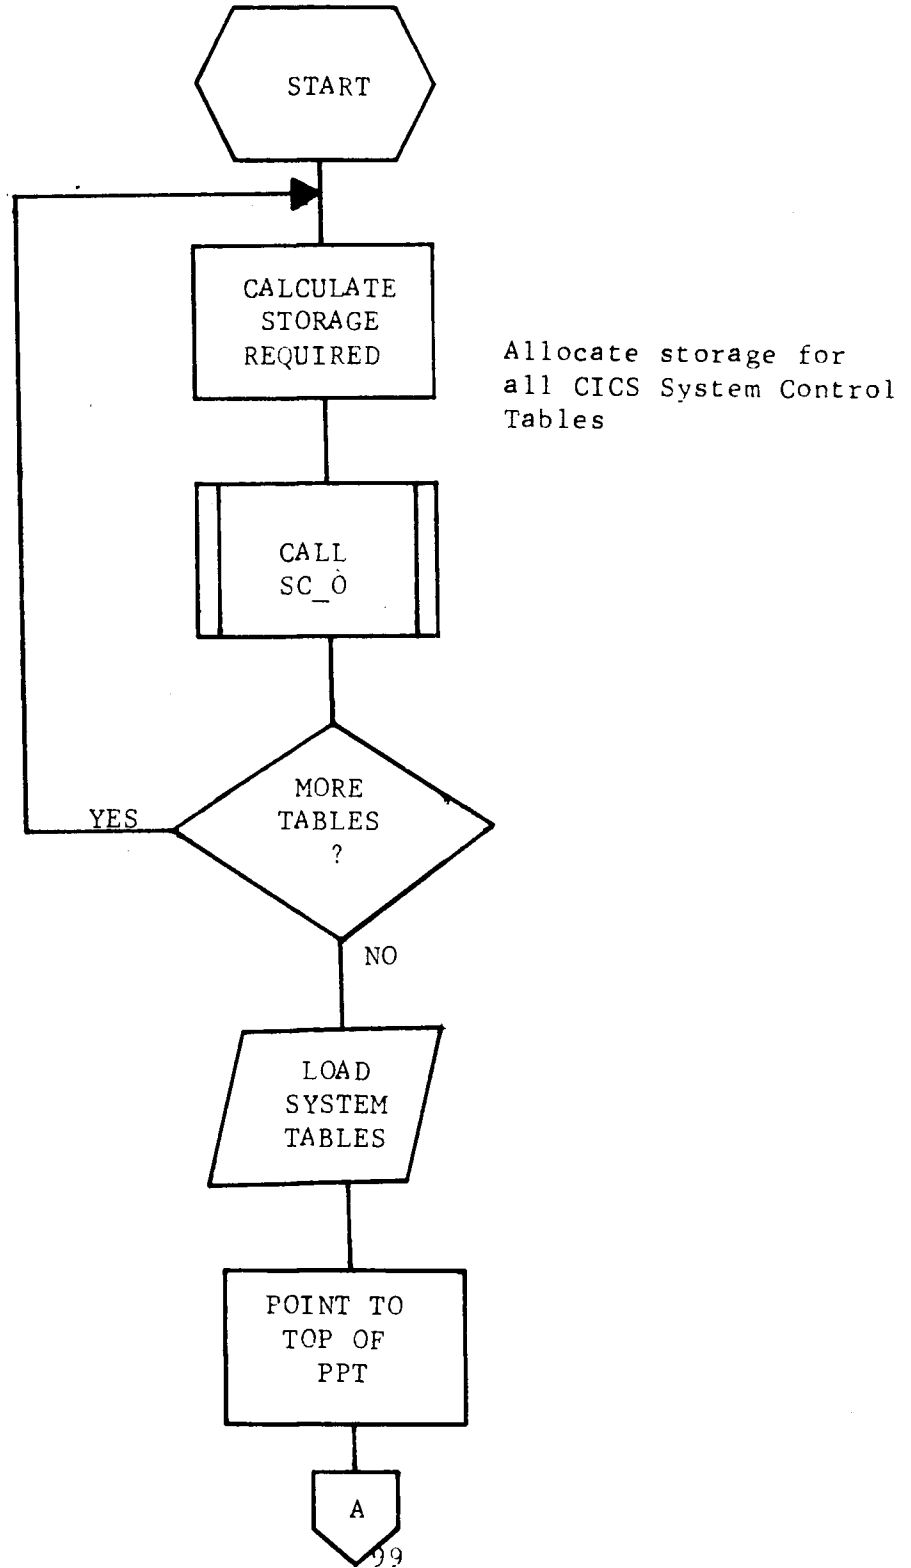 START
CALCULATE
STORAGE
REQUIRED
Allocate storage for
all CICS System Control
Tables
CALL
SC_O
MORE
TABLES
?
YES
NO
LOAD
SYSTEM
TABLES
POINT TO
TOP OF
PPT
A
99